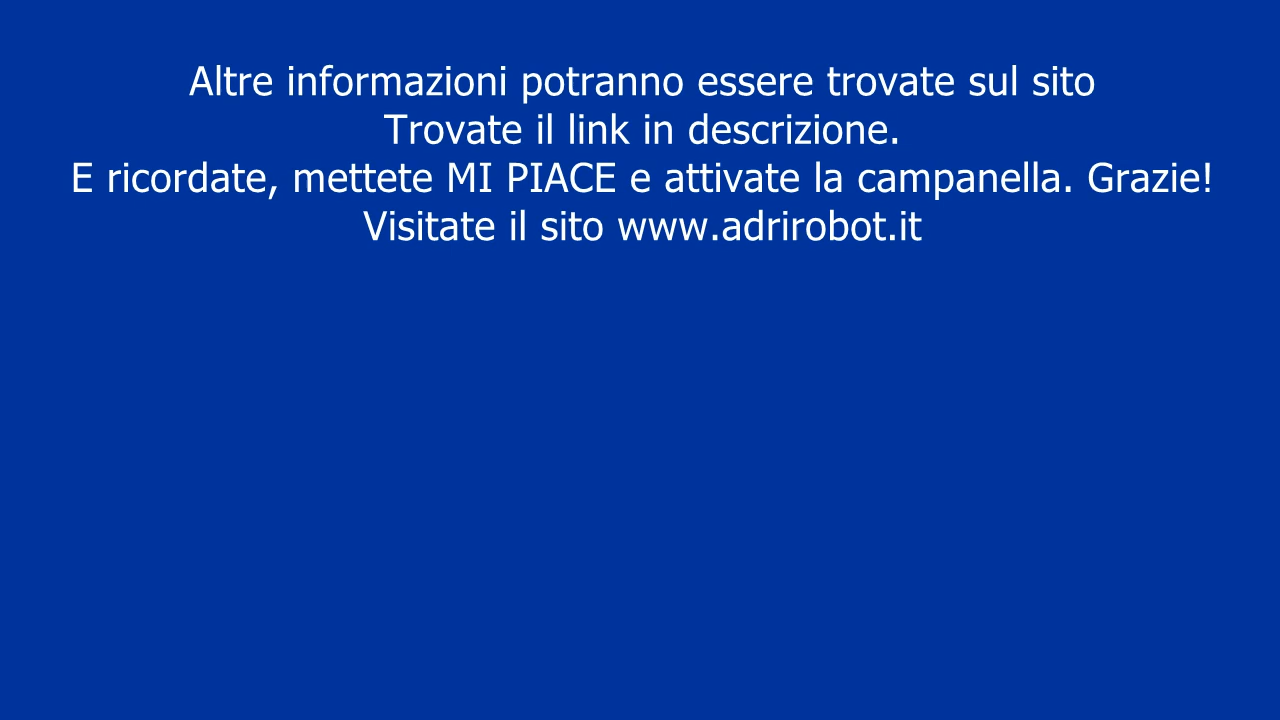 Altre informazioni potranno essere trovate sul sito
Trovate il link in descrizione.
E ricordate, mettete MI PIACE e attivate la campanella. Grazie!
Visitate il sito www.adrirobot.it